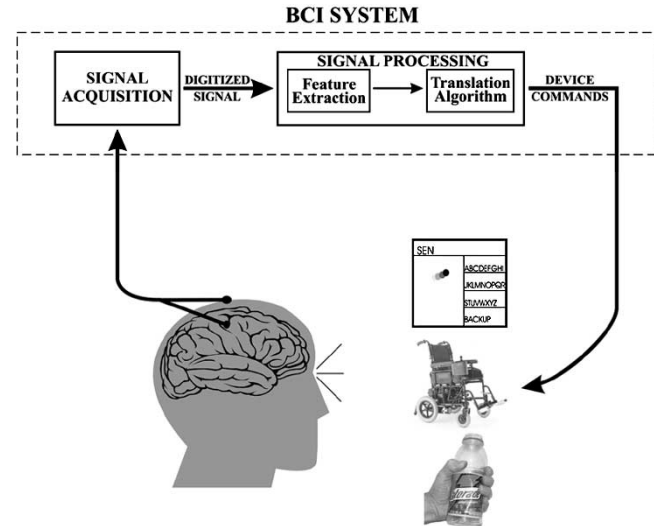 BCI SYSTEM
SIGNAL
ACQUISITION
DIGITIZED
SIGNAL
SIGNAL PROCESSING
Feature
Extraction
Translation
Algorithm
DEVICE
COMMANDS
SEN
ABCDEFGHI
JKLMNOPQR
STUVWXYZ
BACKUP